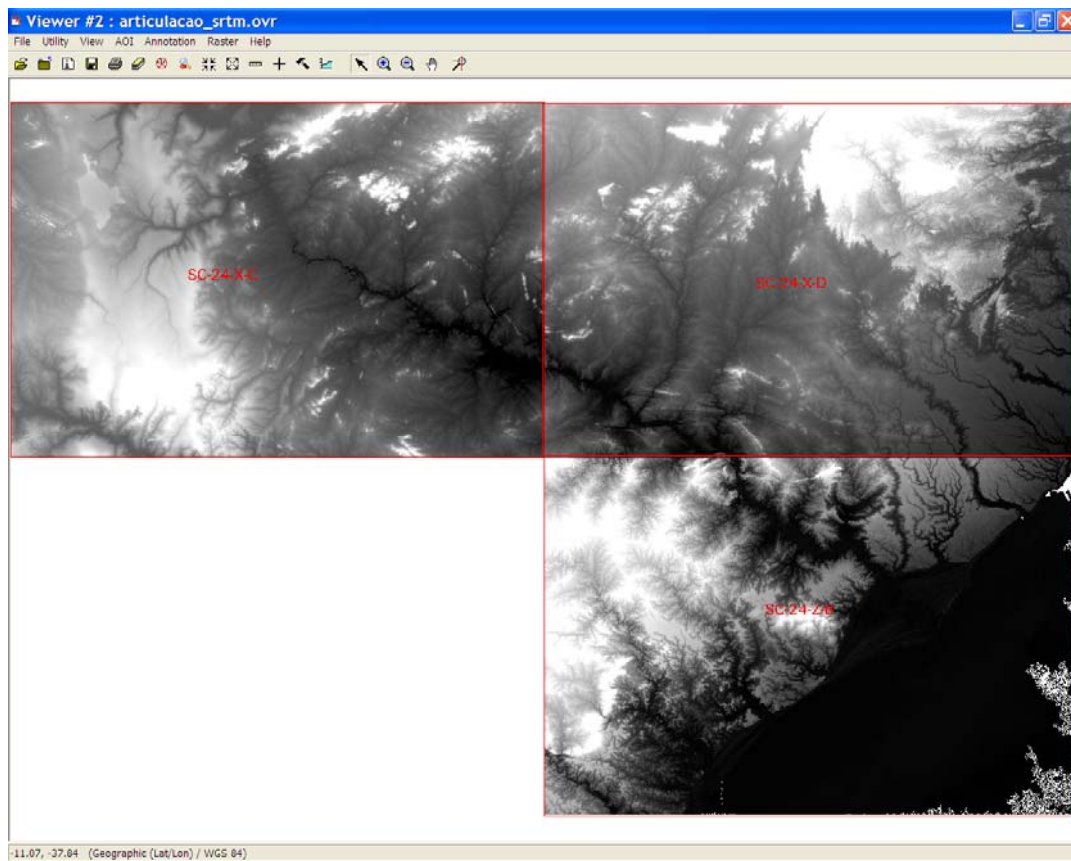 Viewer #2 : articulacao_srtm.ovr
File Utility View AOI Annotation Raster Help
SC-24-X-C
SC-24-X-D
SC-24-Z-B
-11.07, -37.84 (Geographic (Lat/Lon) / WGS 84)